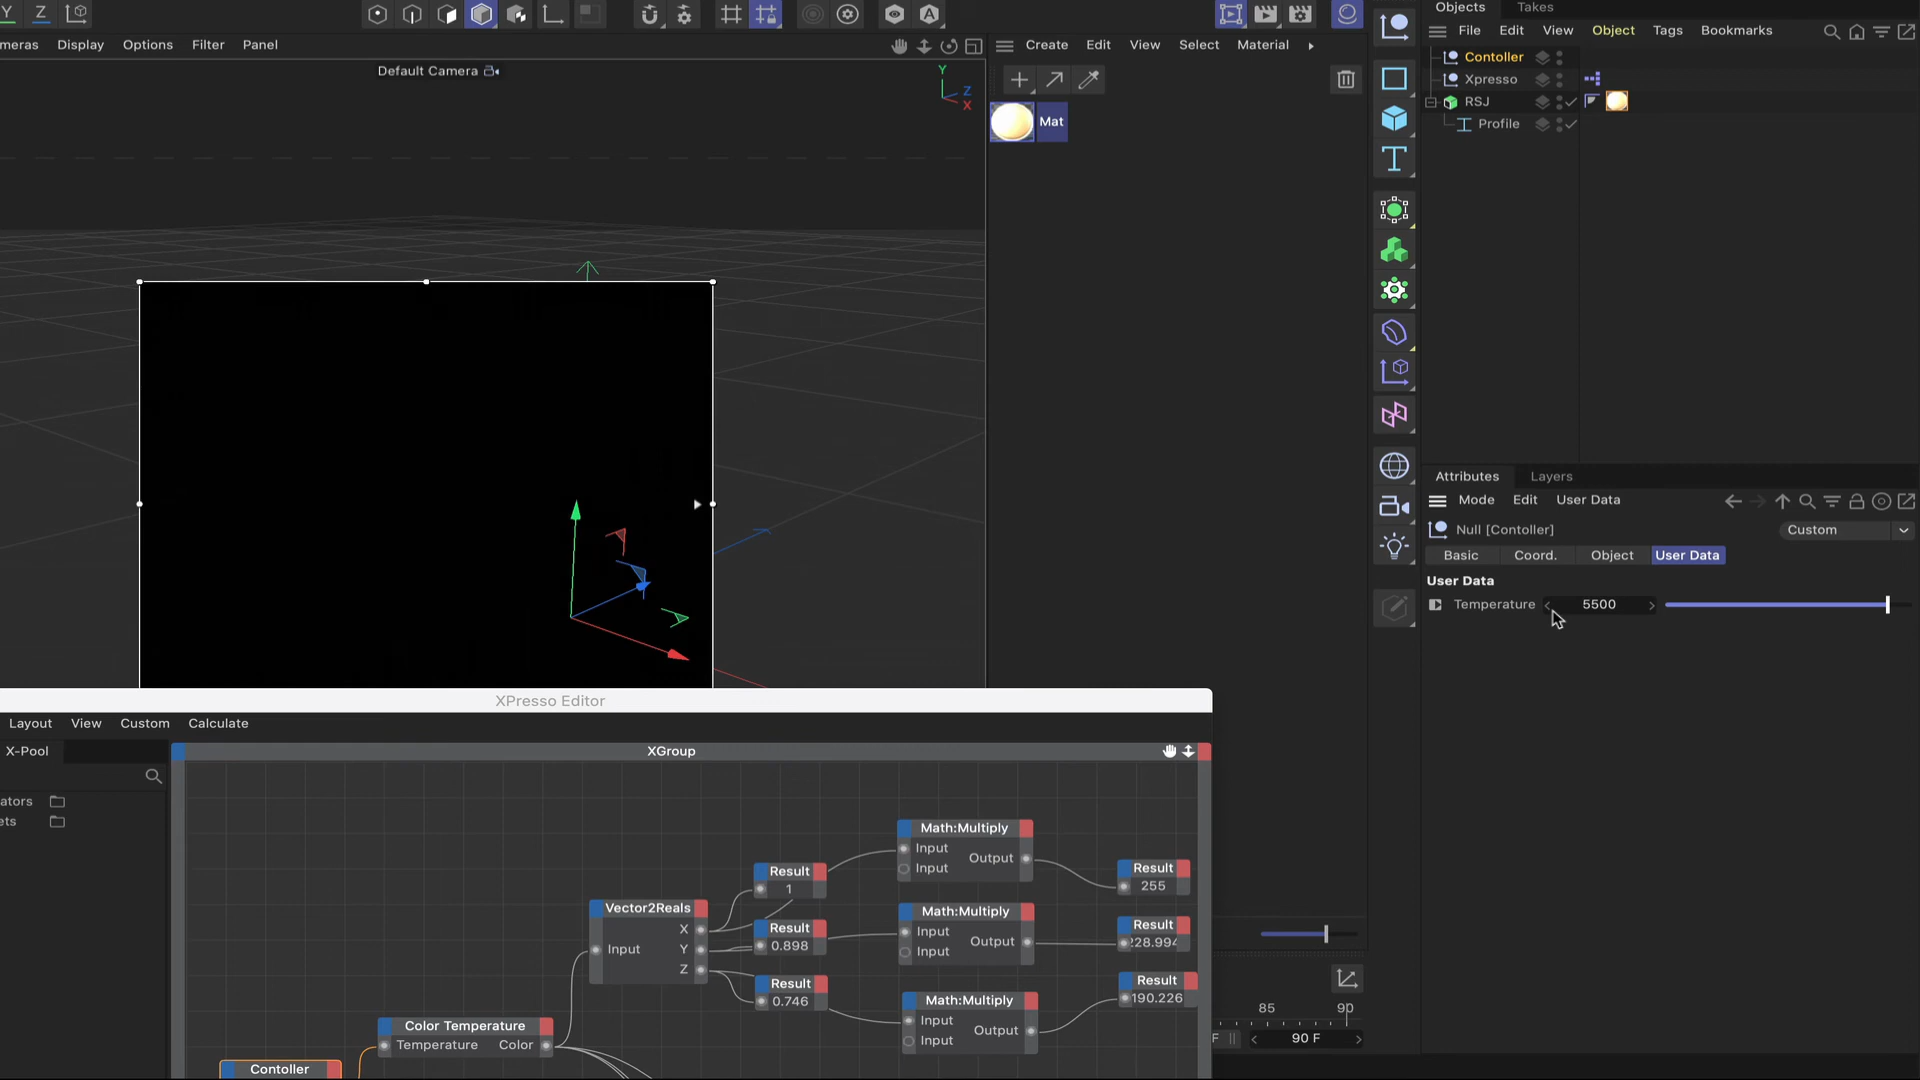 Y Z
Objects Takes
meras Display Options Filter Panel
Create Edit View Select Material
File Edit View Object Tags Bookmarks
Default Camera
Y
Z
X
Contoller
Xpresso
RSJ
Profile
Mat
Attributes Layers
Mode Edit User Data
Null [Contoller]
Custom
Basic Coord. Object User Data
User Data
Temperature 5500
XPresso Editor
Layout View Custom Calculate
X-Pool
XGroup
ators
ets
Math:Multiply
Input
Output
Input
Result
1
Result
255
Vector2Reals
X
Input
Y
Z
Math:Multiply
Input
Output
Input
Result
0.898
Result
228.994
Result
0.746
Math:Multiply
Input
Output
Input
Result
190.226
Color Temperature
Temperature Color
Contoller
85 90
F
90 F